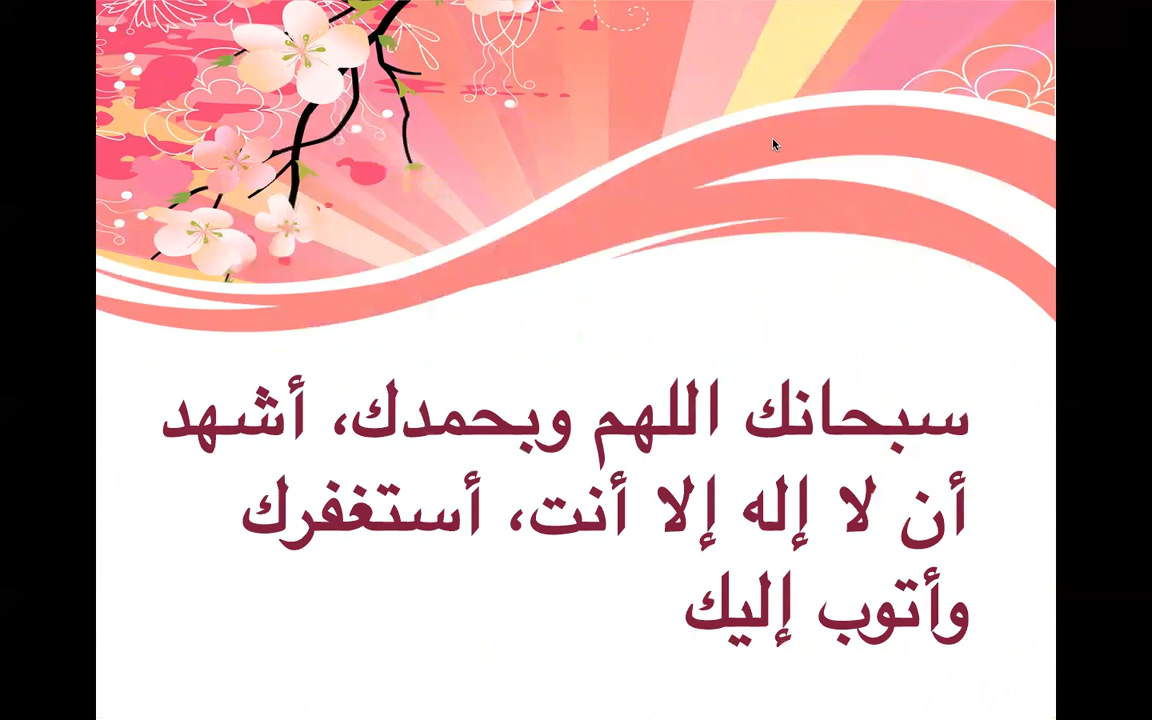 سبحانك اللهم وبحمدك، أشهد
أن لا إله إلا أنت، أستغفرك
وأتوب إليك